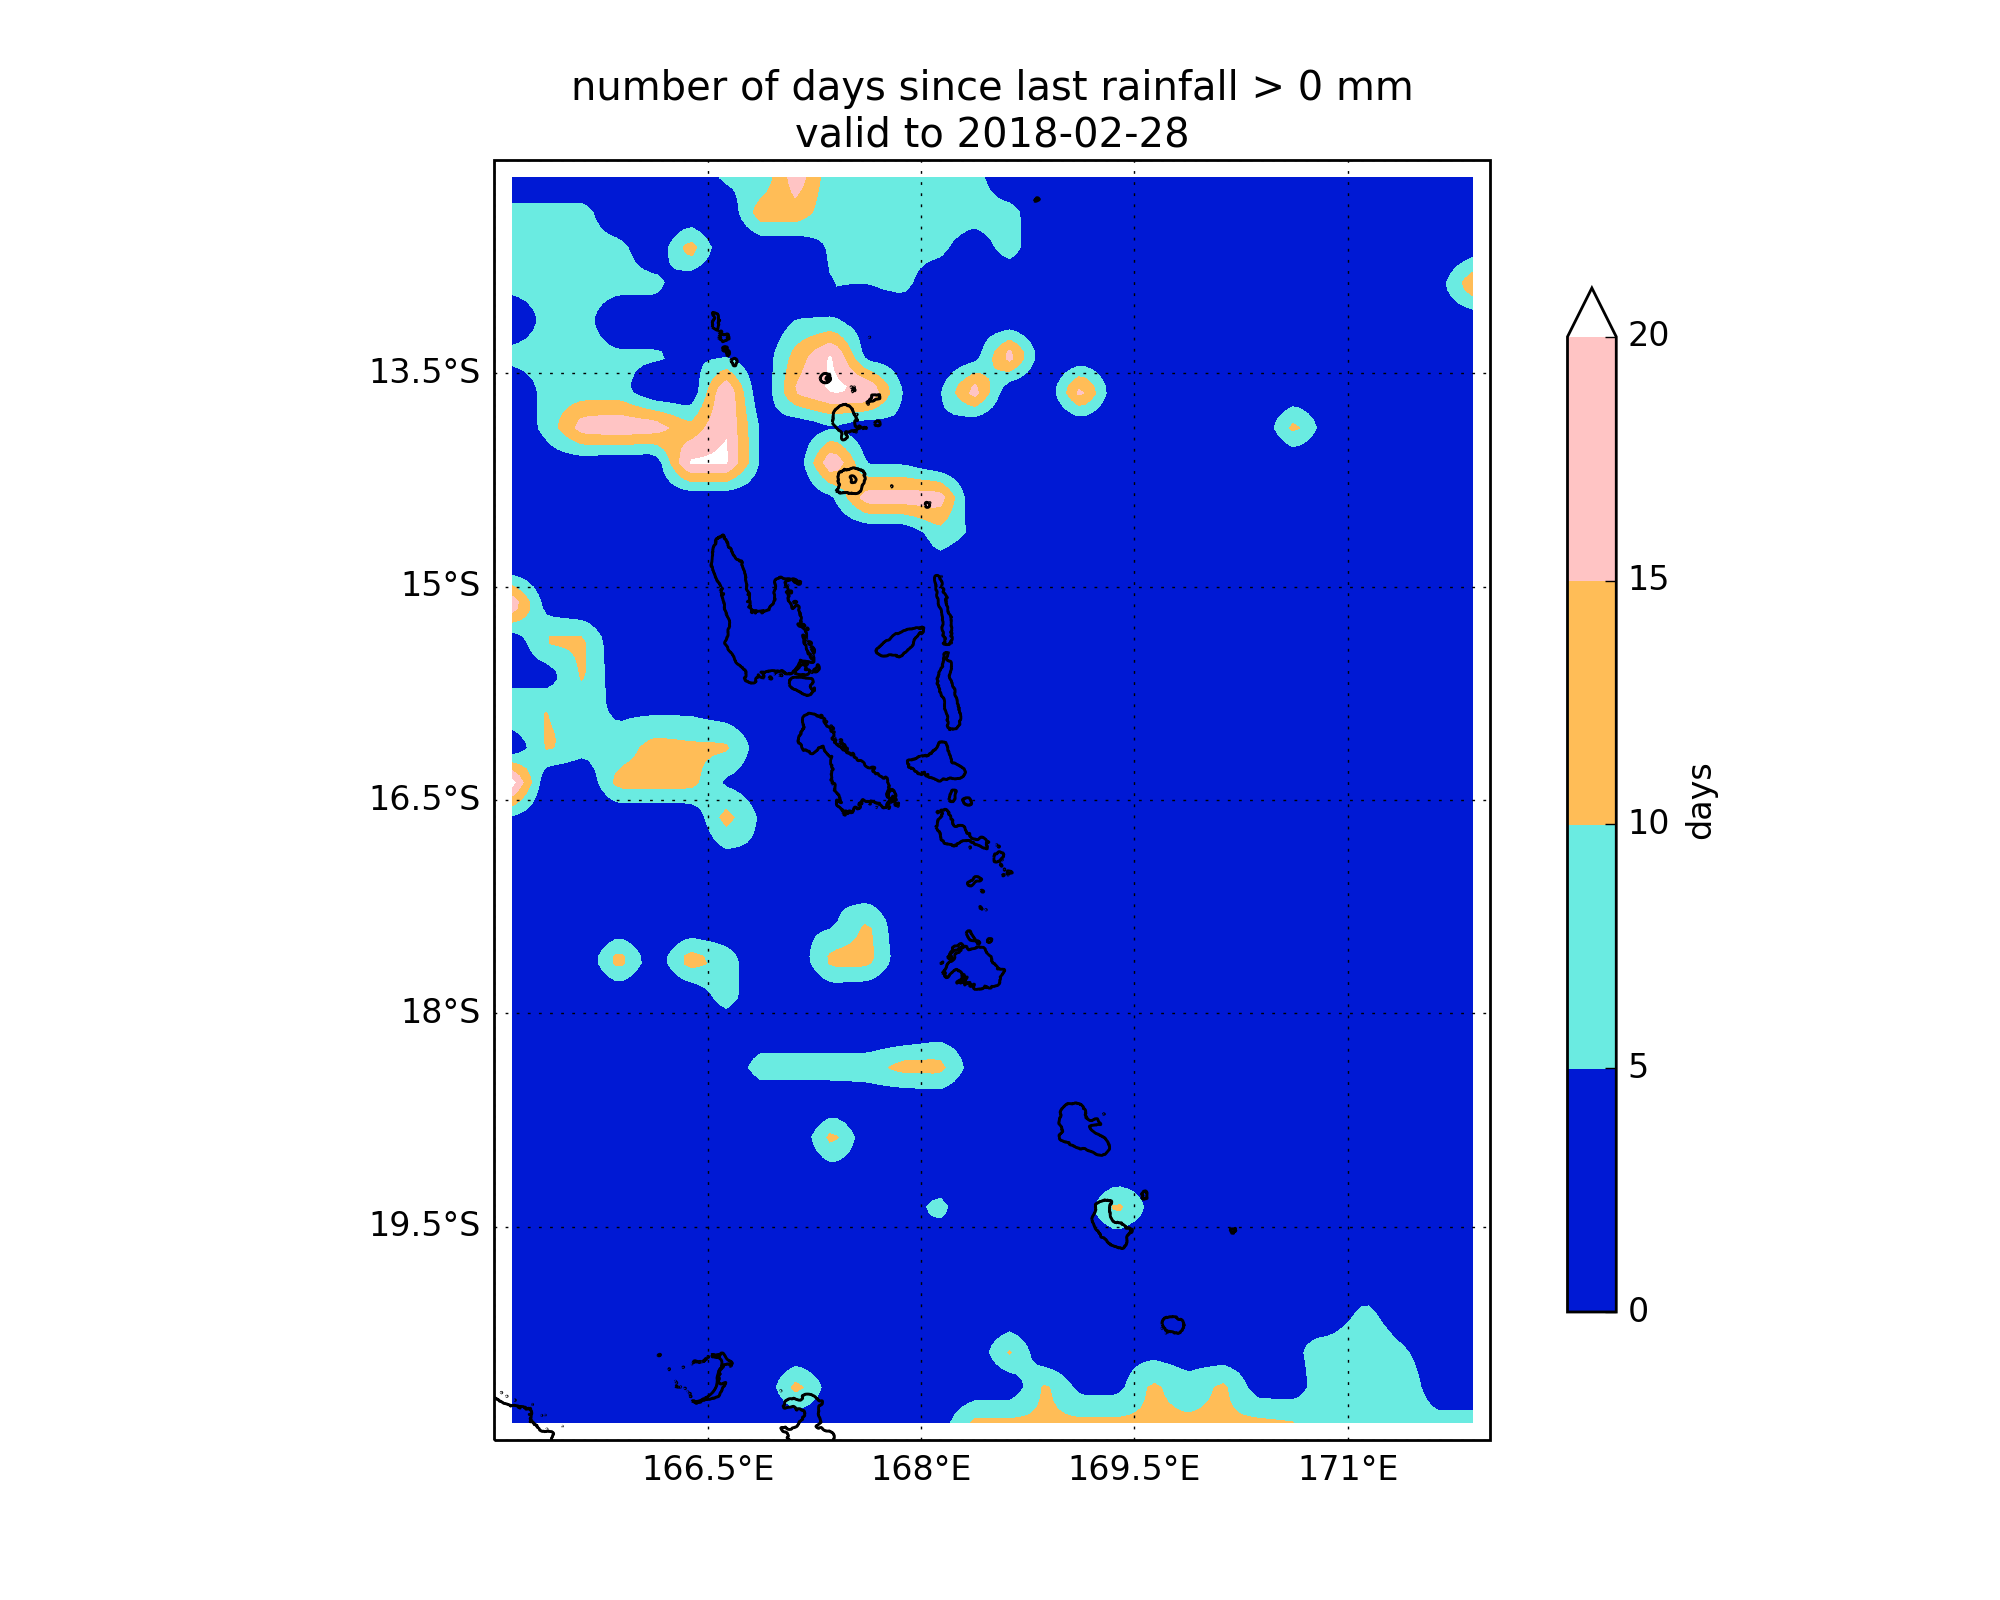 number of days since last rainfall > 0 mm
valid to 2018-02-28
13.5°S
15°S
16.5°S
18°S
19.5°S
166.5°E
168°E
169.5°E
171°E
20
15
10
5
0
days